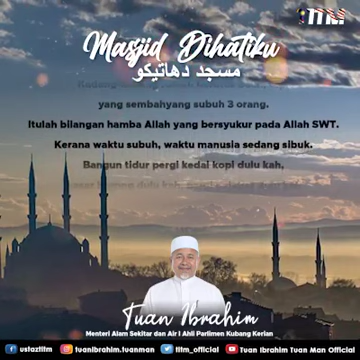 TITM
Masjid Dihatiku
مسجد دهاتيكو
yang sembahyang subuh 3 orang.
Itulah bilangan hamba Allah yang bersyukur pada Allah SWT.
Kerana waktu subuh, waktu manusia sedang sibuk.
Bangun tidur pergi kedai kopi dulu kah,
Tuan Ibrahim
Menteri Alam Sekitar dan Air I Ahli Parlimen Kubang Kerian
ustaztitm
tuanibrahim.tuanman
titm_official
Tuan Ibrahim Tuan Man Official